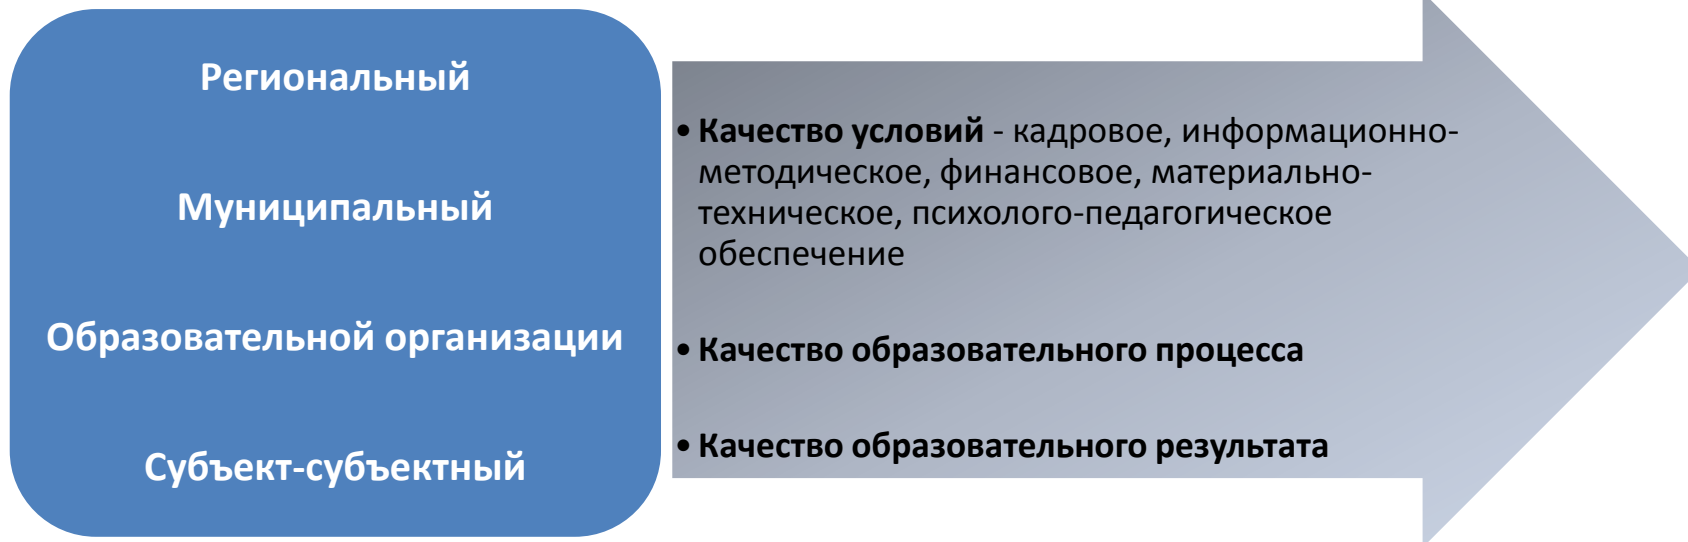 Региональный
Муниципальный
Образовательной организации
Субъект-субъектный
• Качество условий - кадровое, информационно-
методическое, финансовое, материально-
техническое, психолого-педагогическое
обеспечение
• Качество образовательного процесса
• Качество образовательного результата